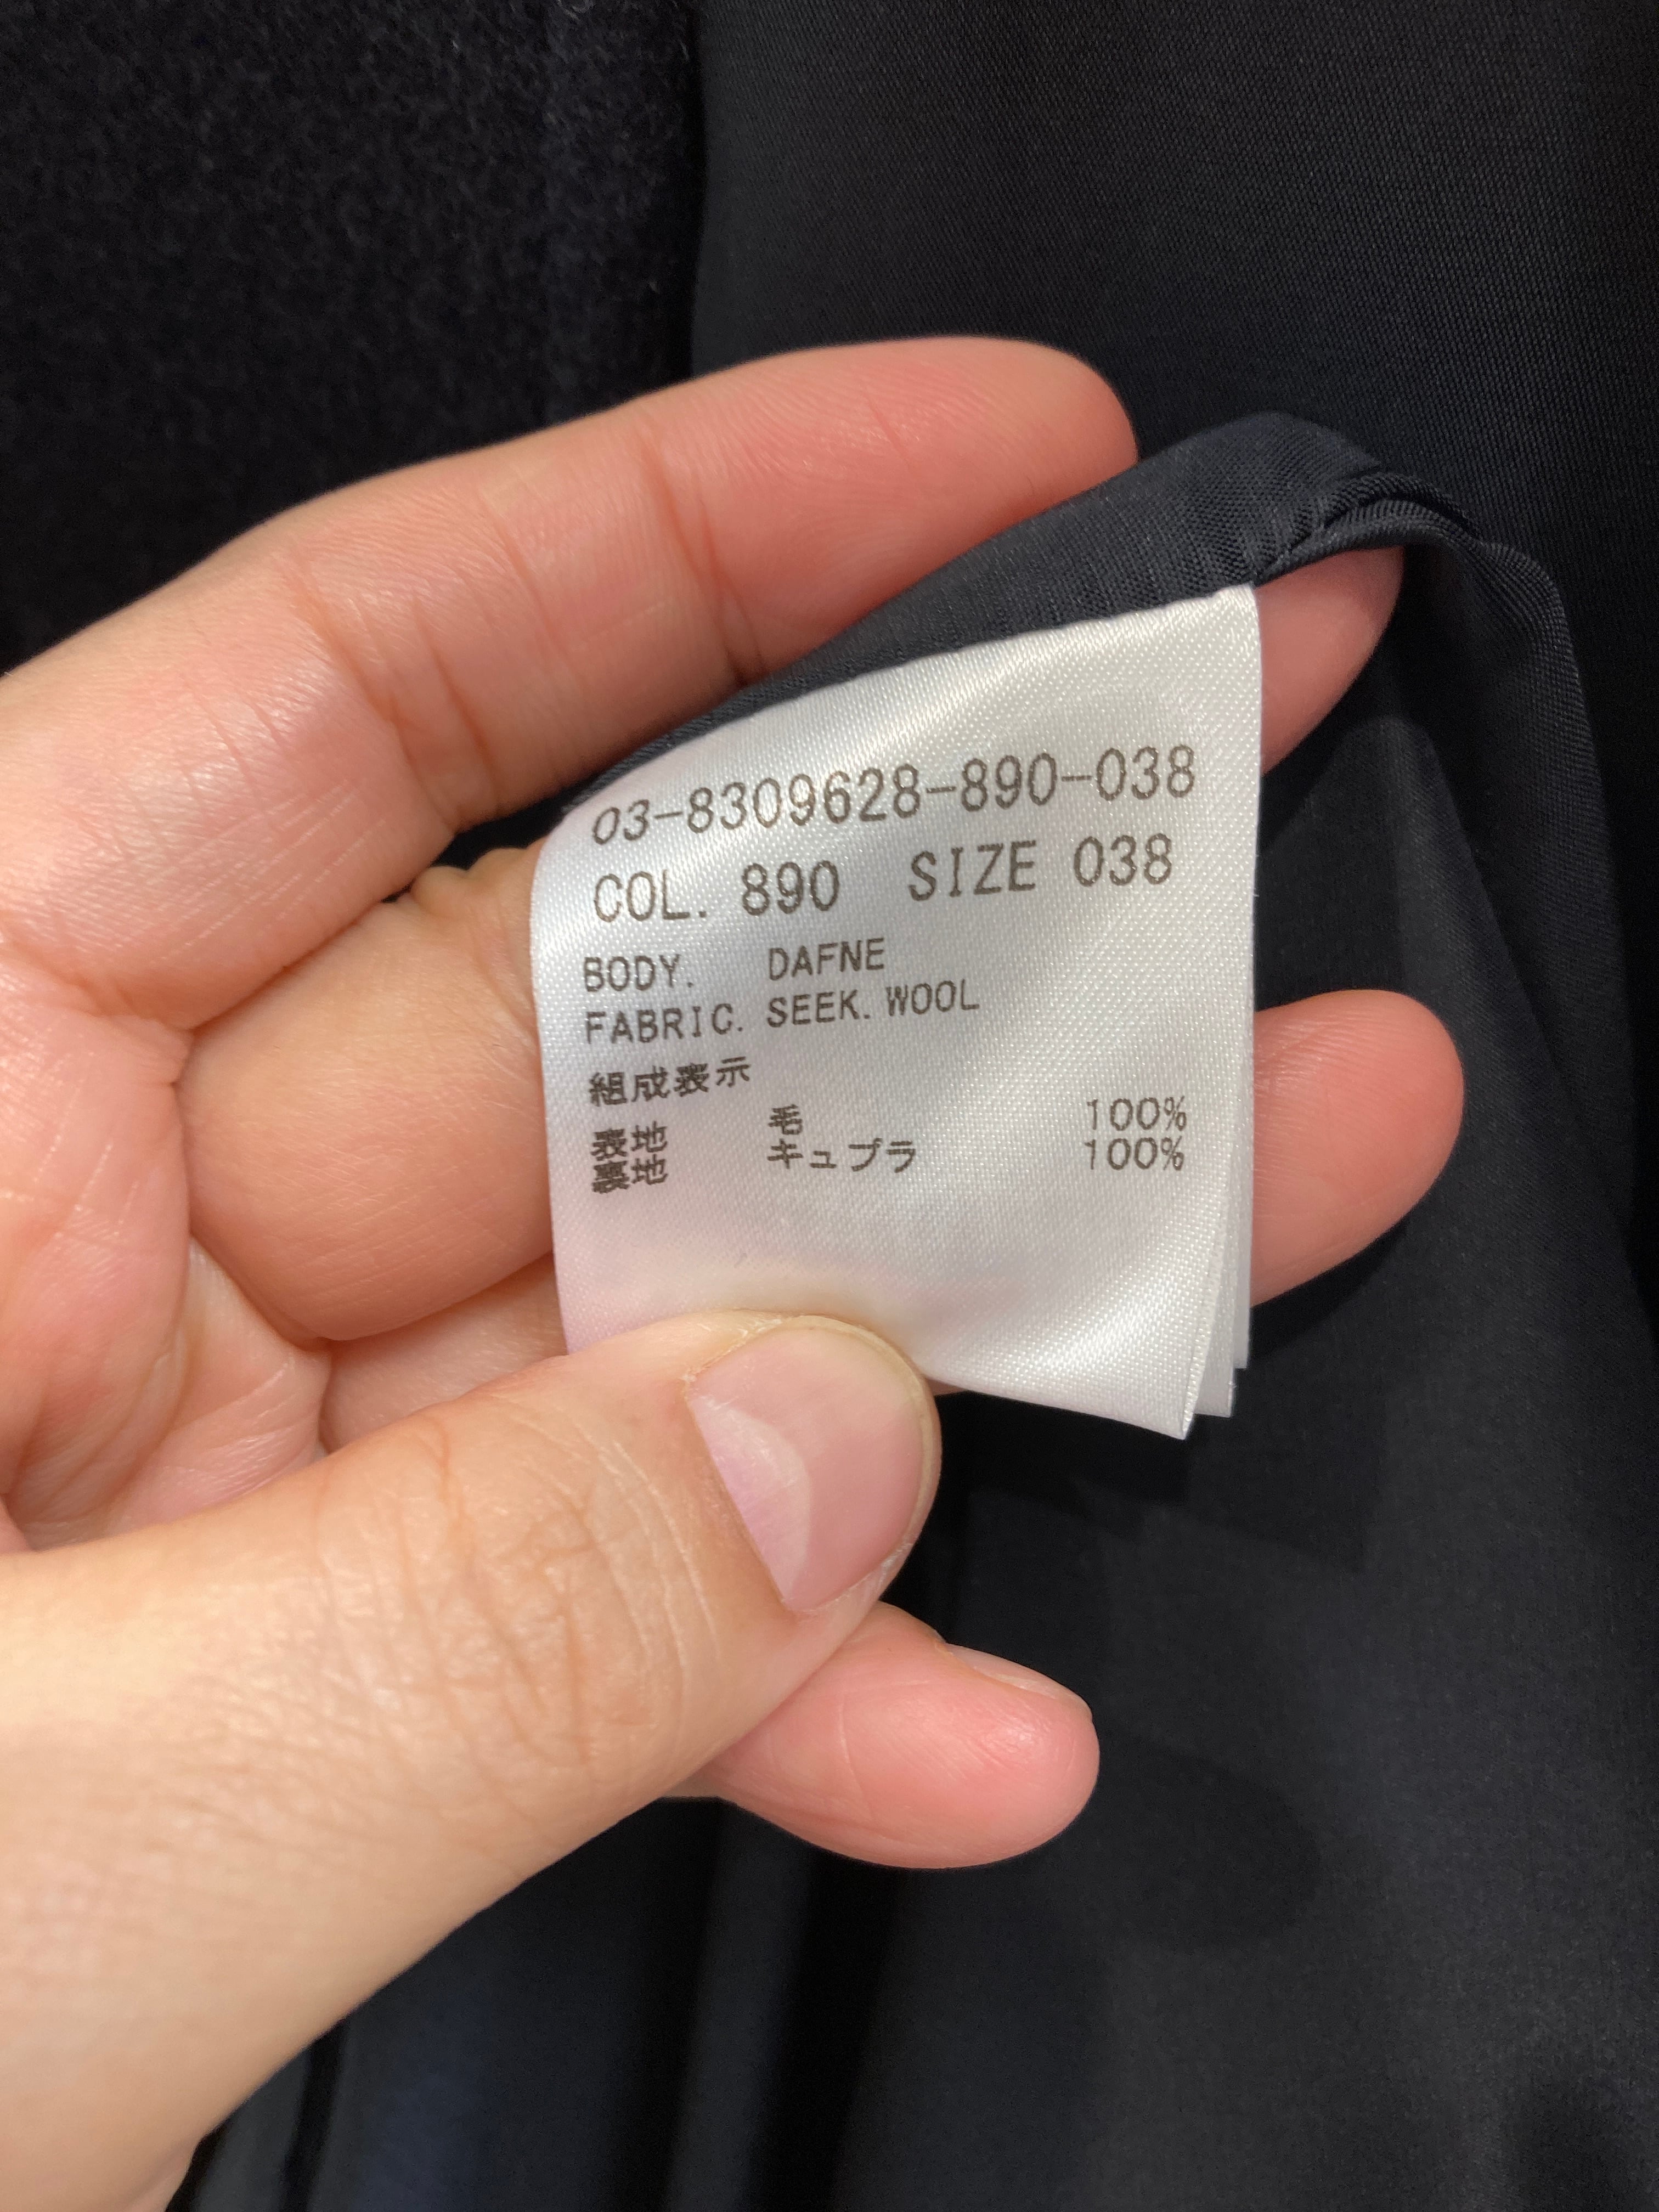 03-8309628-890-038
COL. 890 SIZE 038
BODY. DAFNE
FABRIC. SEEK. WOOL
組成表示
表地 毛 100%
裏地 キュプラ 100%